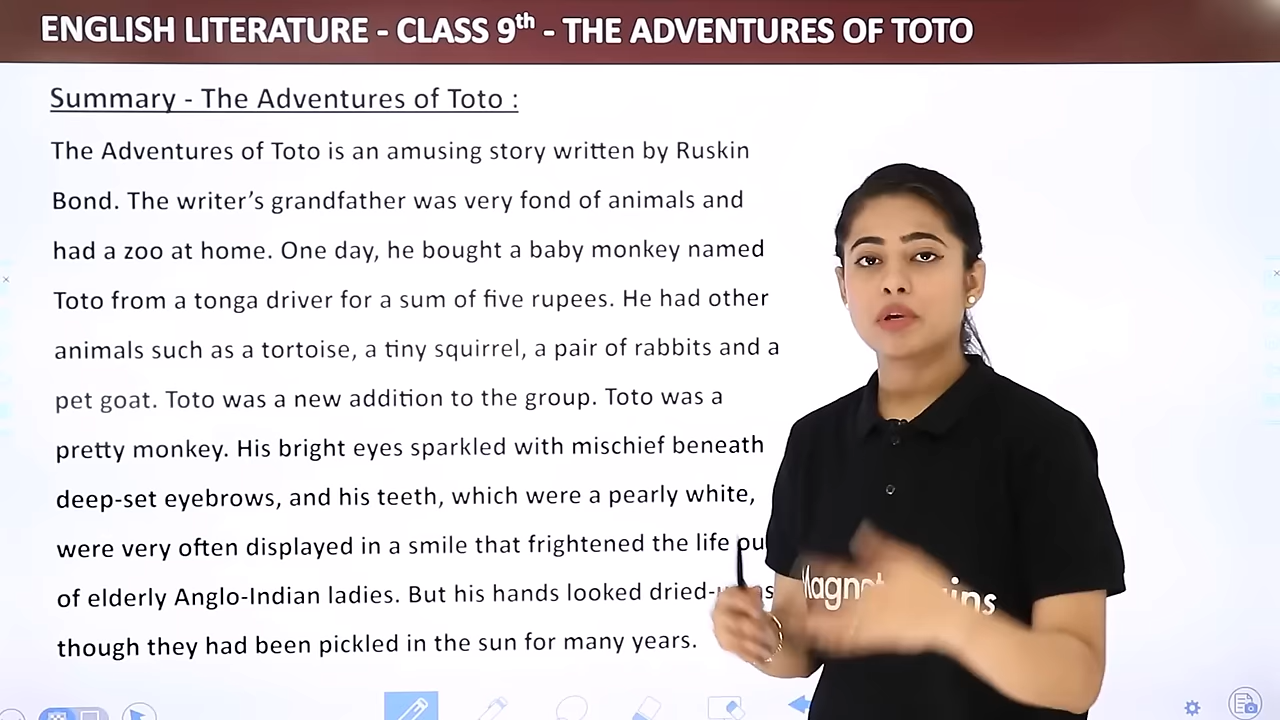 ENGLISH LITERATURE - CLASS 9th - THE ADVENTURES OF TOTO
Summary - The Adventures of Toto :
The Adventures of Toto is an amusing story written by Ruskin
Bond. The writer’s grandfather was very fond of animals and
had a zoo at home. One day, he bought a baby monkey named
Toto from a tonga driver for a sum of five rupees. He had other
animals such as a tortoise, a tiny squirrel, a pair of rabbits and a
pet goat. Toto was a new addition to the group. Toto was a
pretty monkey. His bright eyes sparkled with mischief beneath
deep-set eyebrows, and his teeth, which were a pearly white,
were very often displayed in a smile that frightened the life
of elderly Anglo-Indian ladies. But his hands looked
though they had been pickled in the sun for many years.